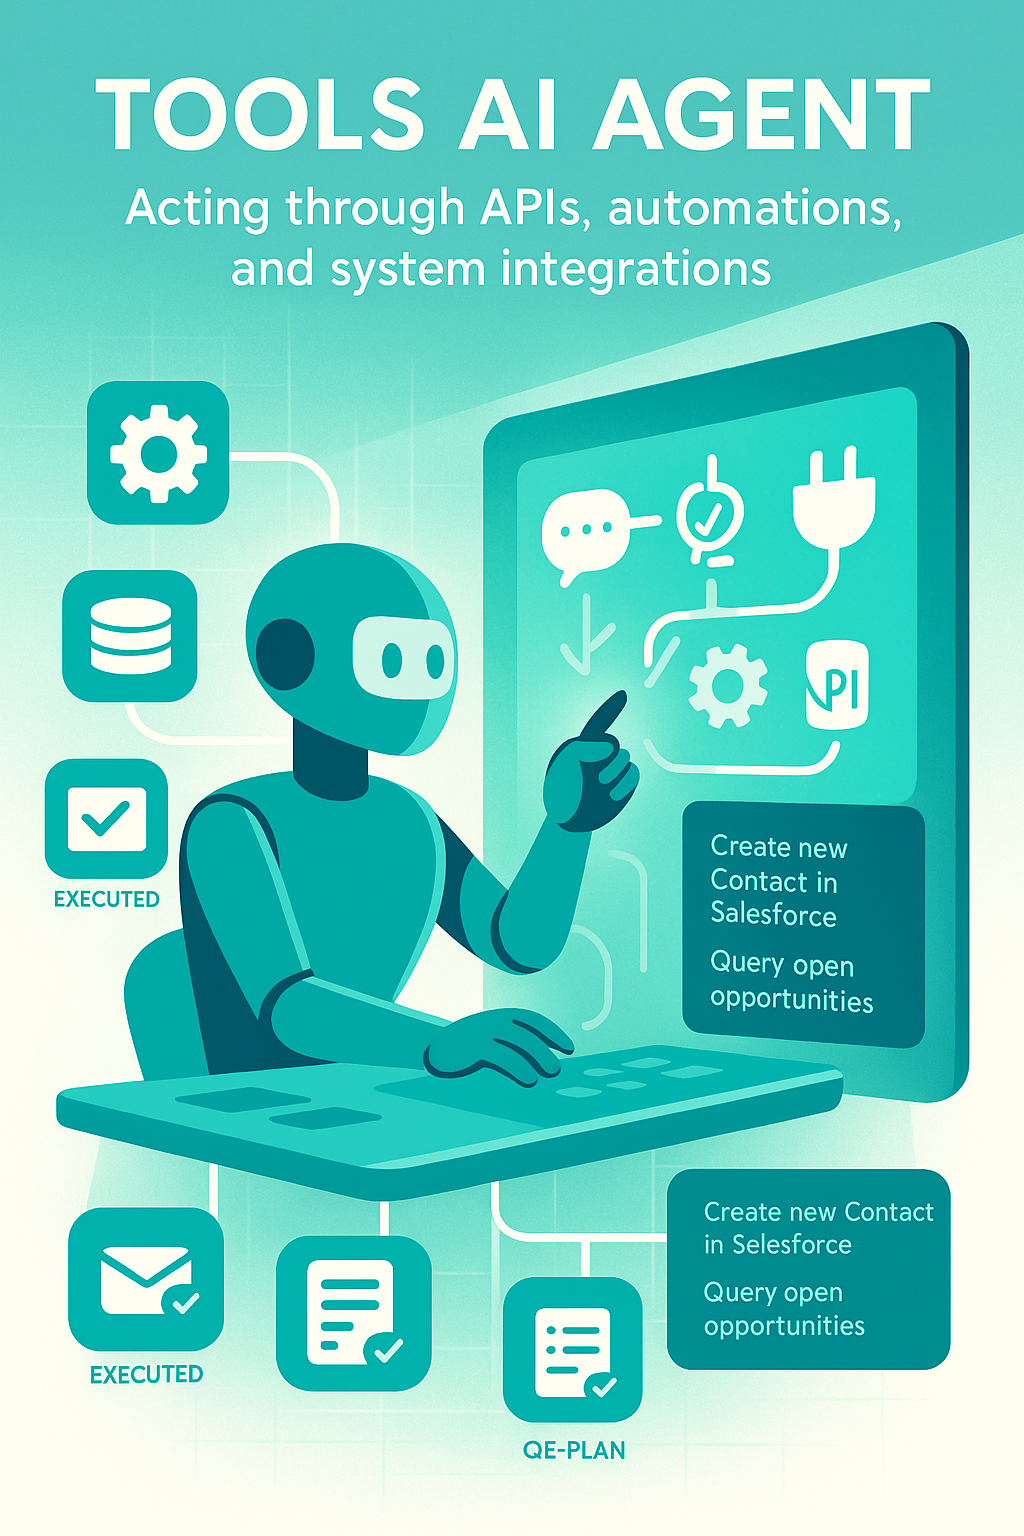 TOOLS AI AGENT
Acting through APIs, automations,
and system integrations
PI
EXECUTED
Create new
Contact in
Salesforce
Query open
opportunities
Create new Contact
in Selesforce
Query open
opportunities
EXECUTED
QE-PLAN